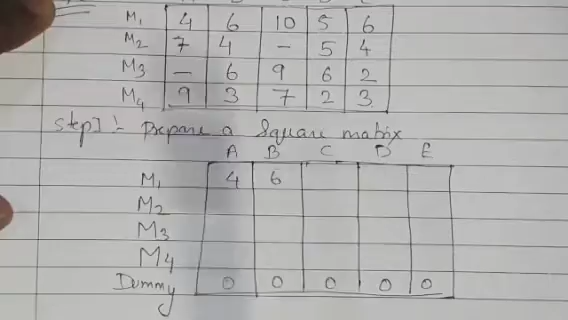 M1 4 6 10 5 6
M2 7 4 - 5 4
M3 - 6 9 6 2
M4 9 3 7 2 3
Step I :- Prepare a Square matrix
A B C D E
M1 4 6
M2
M3
M4
Dummy 0 0 0 0 0